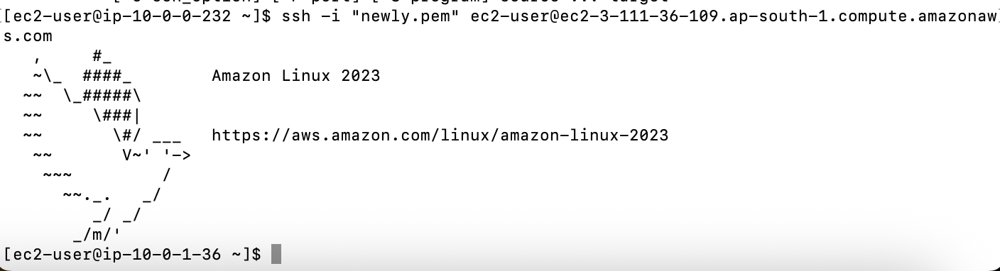 [ec2-user@ip-10-0-0-232 ~]$ ssh -i "newly.pem" ec2-user@ec2-3-111-36-109.ap-south-1.compute.amazonaw
s.com
   ,     #_
   ~\_  ####_        Amazon Linux 2023
  ~~  \_#####\
  ~~     \###|
  ~~       \#/ ___   https://aws.amazon.com/linux/amazon-linux-2023
   ~~       V~' '->
    ~~~         /
      ~~._.   _/
         _/ _/
       _/m/'
[ec2-user@ip-10-0-1-36 ~]$